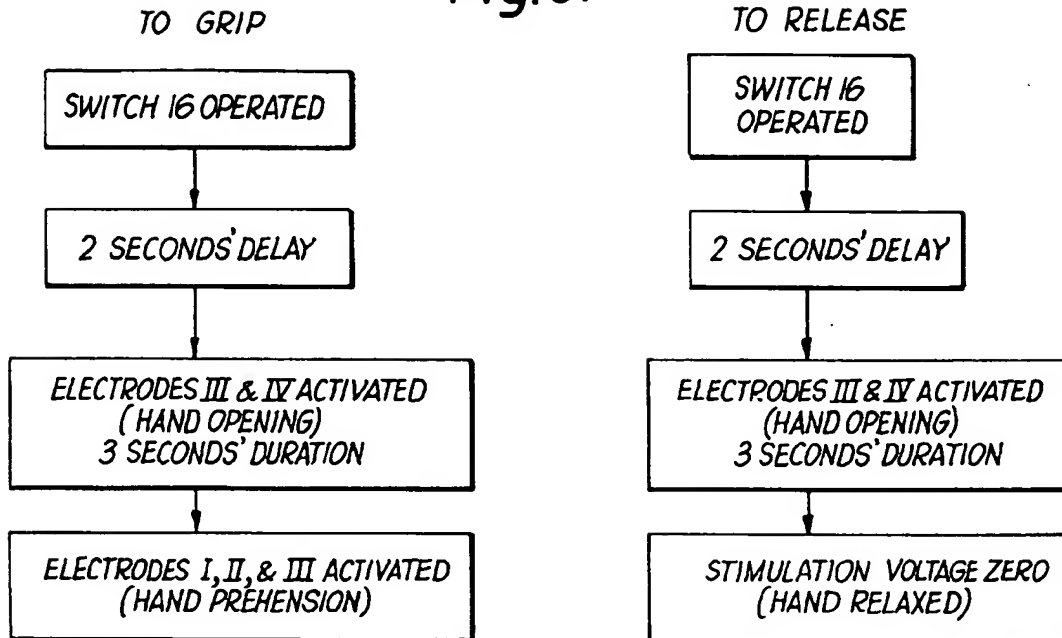 TO GRIP
SWITCH 16 OPERATED
2 SECONDS' DELAY
ELECTRODES III & IV ACTIVATED
(HAND OPENING)
3 SECONDS' DURATION
ELECTRODES I, II, & III ACTIVATED
(HAND PREHENSION)
TO RELEASE
SWITCH 16
OPERATED
2 SECONDS' DELAY
ELECTRODES III & IV ACTIVATED
(HAND OPENING)
3 SECONDS' DURATION
STIMULATION VOLTAGE ZERO
(HAND RELAXED)